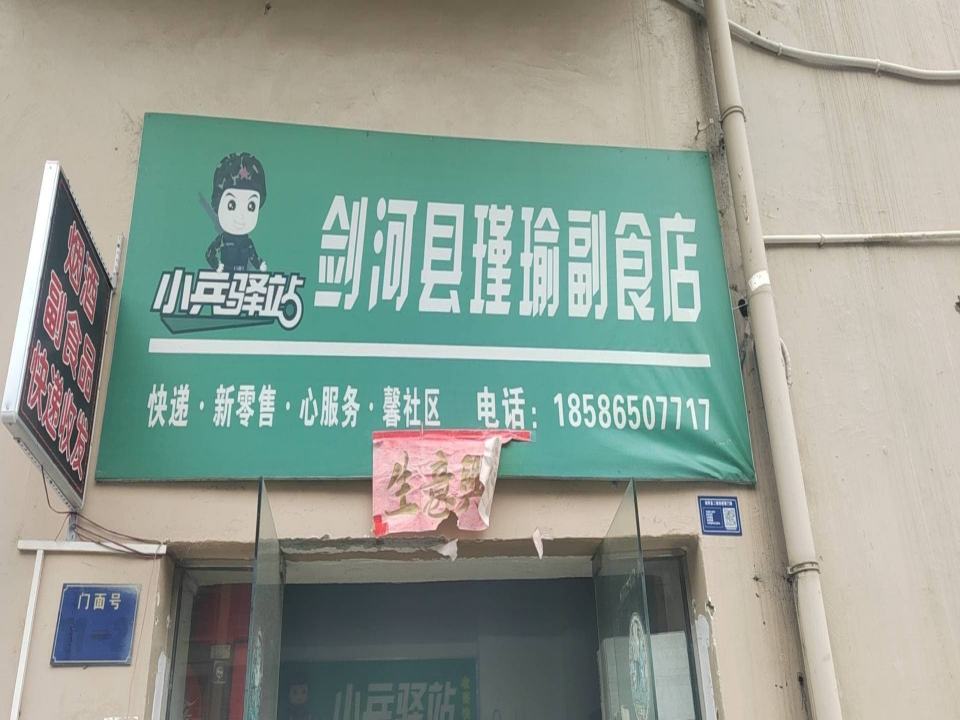 小兵驿站
剑河县瑾瑜副食店
快递·新零售·心服务·馨社区 电话：18586507717
烟酒
副食品
快递收发
生意兴
门面号
小兵驿站